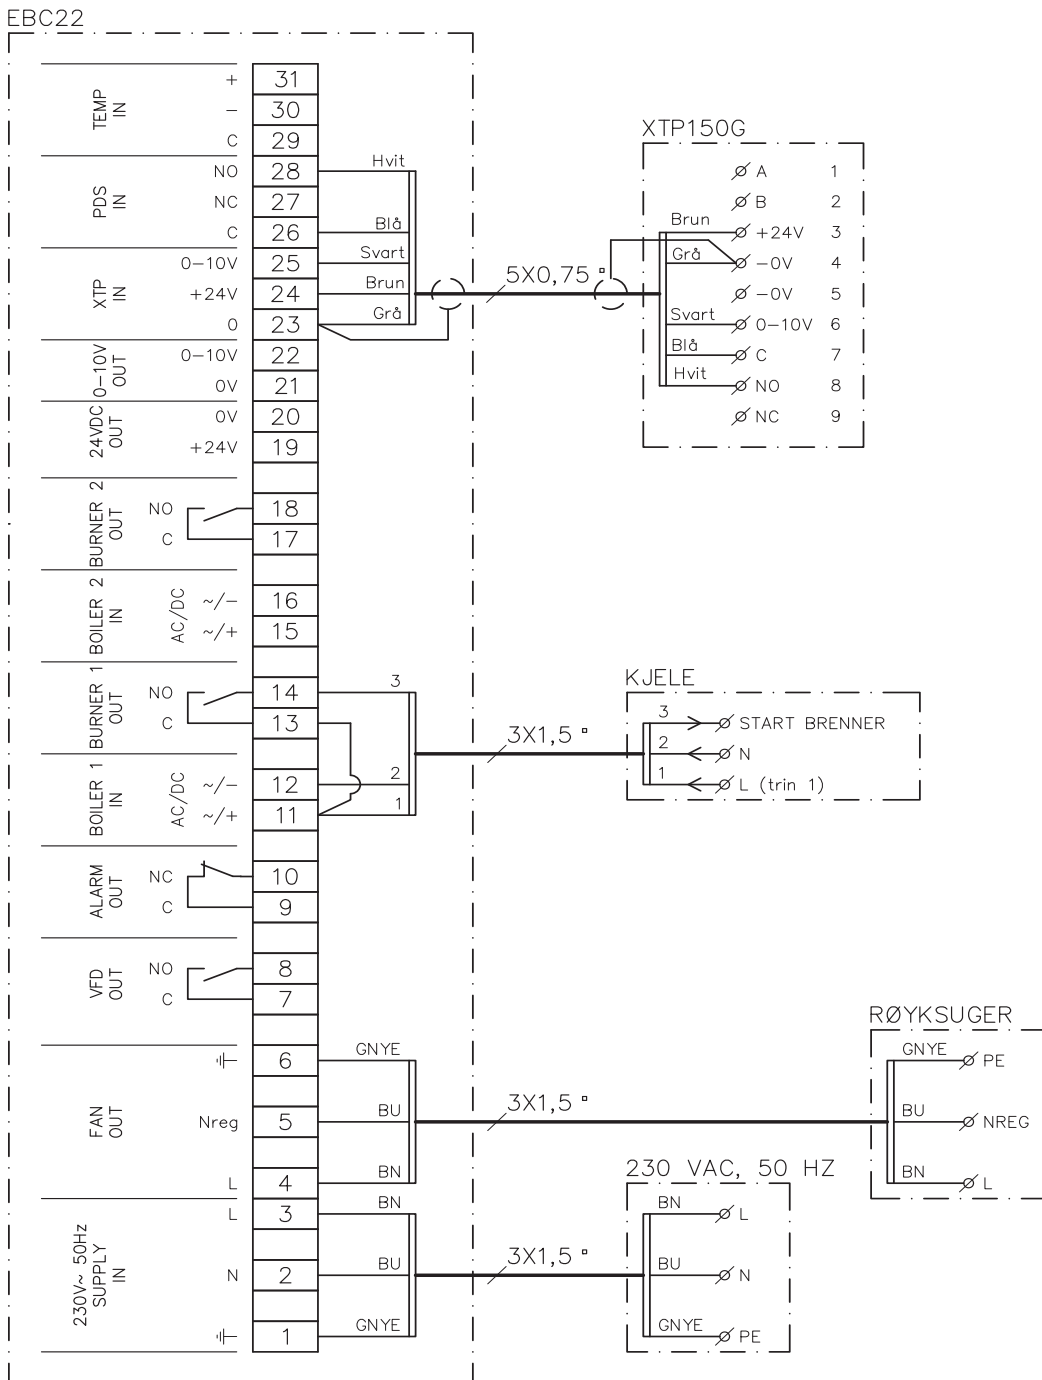 EBC22
TEMP IN
+ 31
− 30
C 29
PDS IN
NO 28 Hvit
NC 27
C 26 Blå
XTP IN
0−10V 25 Svart
+24V 24 Brun
0 23 Grå
5X0,75 ▫
0−10V OUT
0−10V 22
0V 21
24VDC OUT
0V 20
+24V 19
BURNER 2 OUT
NO 18
C 17
BOILER 2 IN
AC/DC
~/− 16
~/+ 15
BURNER 1 OUT
NO 14 3
C 13
BOILER 1 IN
AC/DC
~/− 12 2
~/+ 11 1
3X1,5 ▫
ALARM OUT
NC 10
C 9
VFD OUT
NO 8
C 7
FAN OUT
6 GNYE
Nreg 5 BU
L 4 BN
3X1,5 ▫
230V~ 50Hz SUPPLY IN
L 3 BN
N 2 BU
1 GNYE
3X1,5 ▫
XTP150G
A 1
B 2
Brun +24V 3
Grå −0V 4
−0V 5
Svart 0−10V 6
Blå C 7
Hvit NO 8
NC 9
KJELE
3 START BRENNER
2 N
1 L (trin 1)
RØYKSUGER
GNYE PE
BU NREG
BN L
230 VAC, 50 HZ
BN L
BU N
GNYE PE